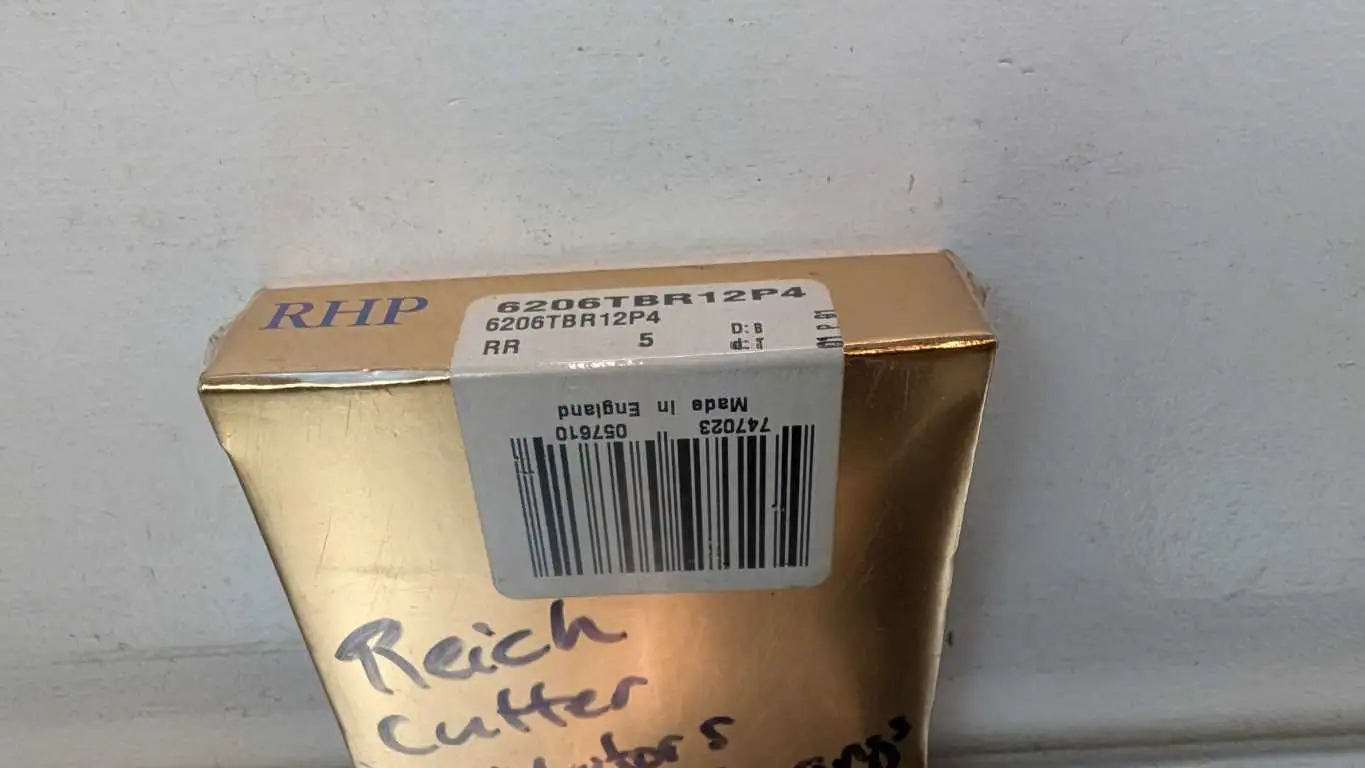 RHP
6206TBR12P4
6206TBR12P4
RR 5 D: B
Made In England
747023 057610
Reich
Cutter